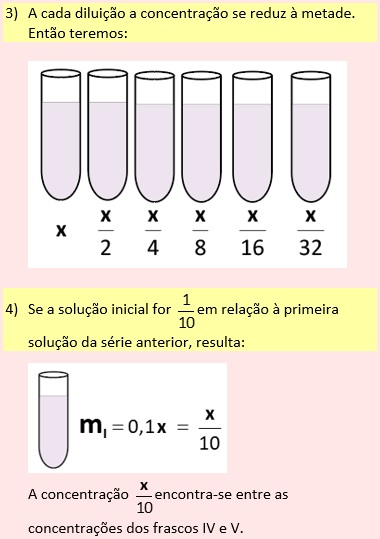 3) A cada diluição a concentração se reduz à metade.
Então teremos:
x x/2 x/4 x/8 x/16 x/32
4) Se a solução inicial for 1/10 em relação à primeira
solução da série anterior, resulta:
m_I = 0,1x = x/10
A concentração x/10 encontra-se entre as
concentrações dos frascos IV e V.